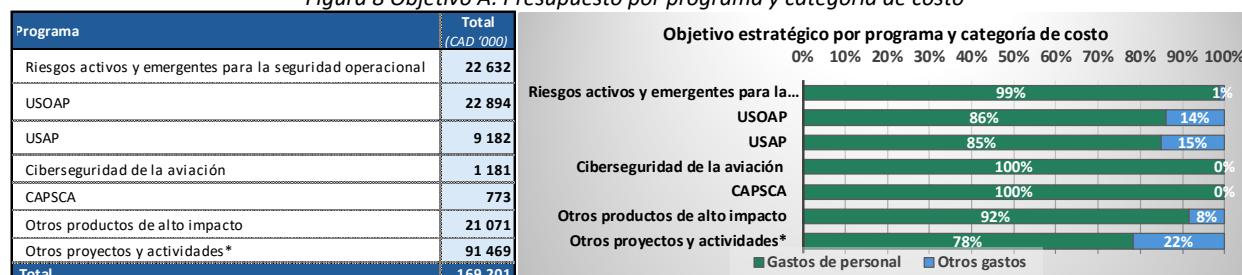 Figura 8 Objetivo A: Presupuesto por programa y categoría de costo
Programa Total
(CAD '000)
Riesgos activos y emergentes para la seguridad operacional 22 632
USOAP 22 894
USAP 9 182
Ciberseguridad de la aviación 1 181
CAPSCA 773
Otros productos de alto impacto 21 071
Otros proyectos y actividades* 91 469
Total 169 201
Objetivo estratégico por programa y categoría de costo
0% 10% 20% 30% 40% 50% 60% 70% 80% 90% 100%
Riesgos activos y emergentes para la... 99% 1%
USOAP 86% 14%
USAP 85% 15%
Ciberseguridad de la aviación 100% 0%
CAPSCA 100% 0%
Otros productos de alto impacto 92% 8%
Otros proyectos y actividades* 78% 22%
Gastos de personal Otros gastos